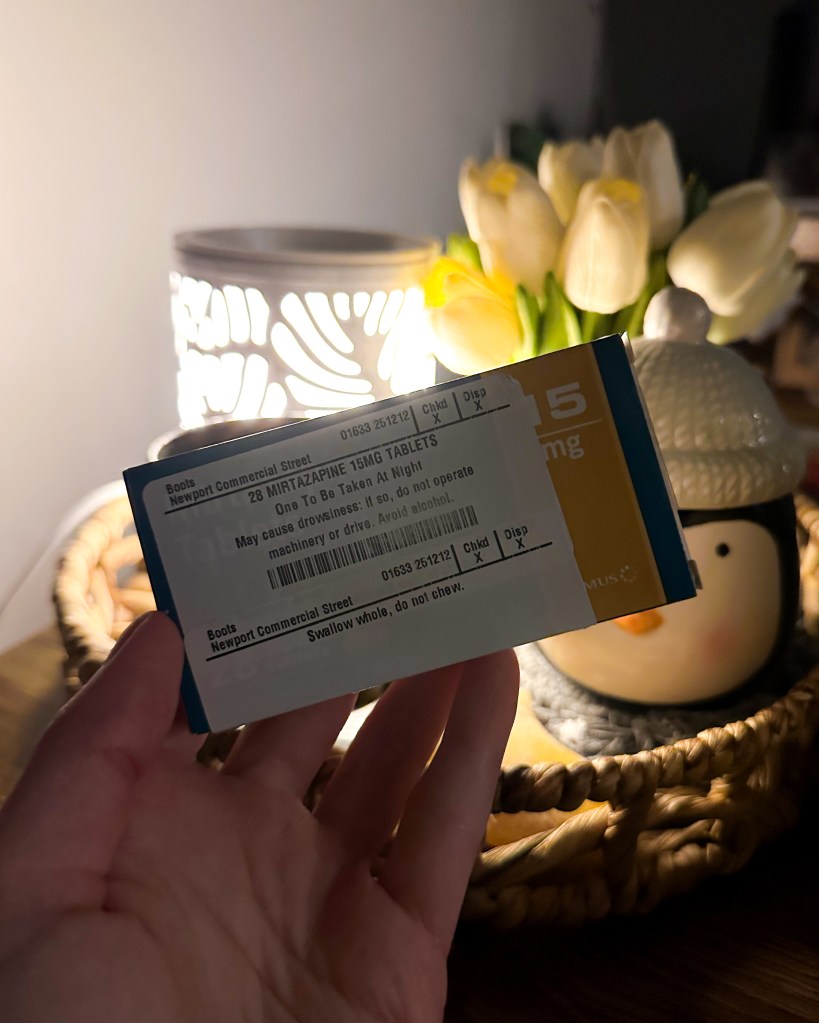 01633 251212 Chkd Disp
X X
Boots
Newport Commercial Street
28 MIRTAZAPINE 15MG TABLETS
One To Be Taken At Night
May cause drowsiness: if so, do not operate
machinery or drive. Avoid alcohol.
01633 251212 Chkd Disp
X X
Boots
Newport Commercial Street
Swallow whole, do not chew.
15
mg
MUS